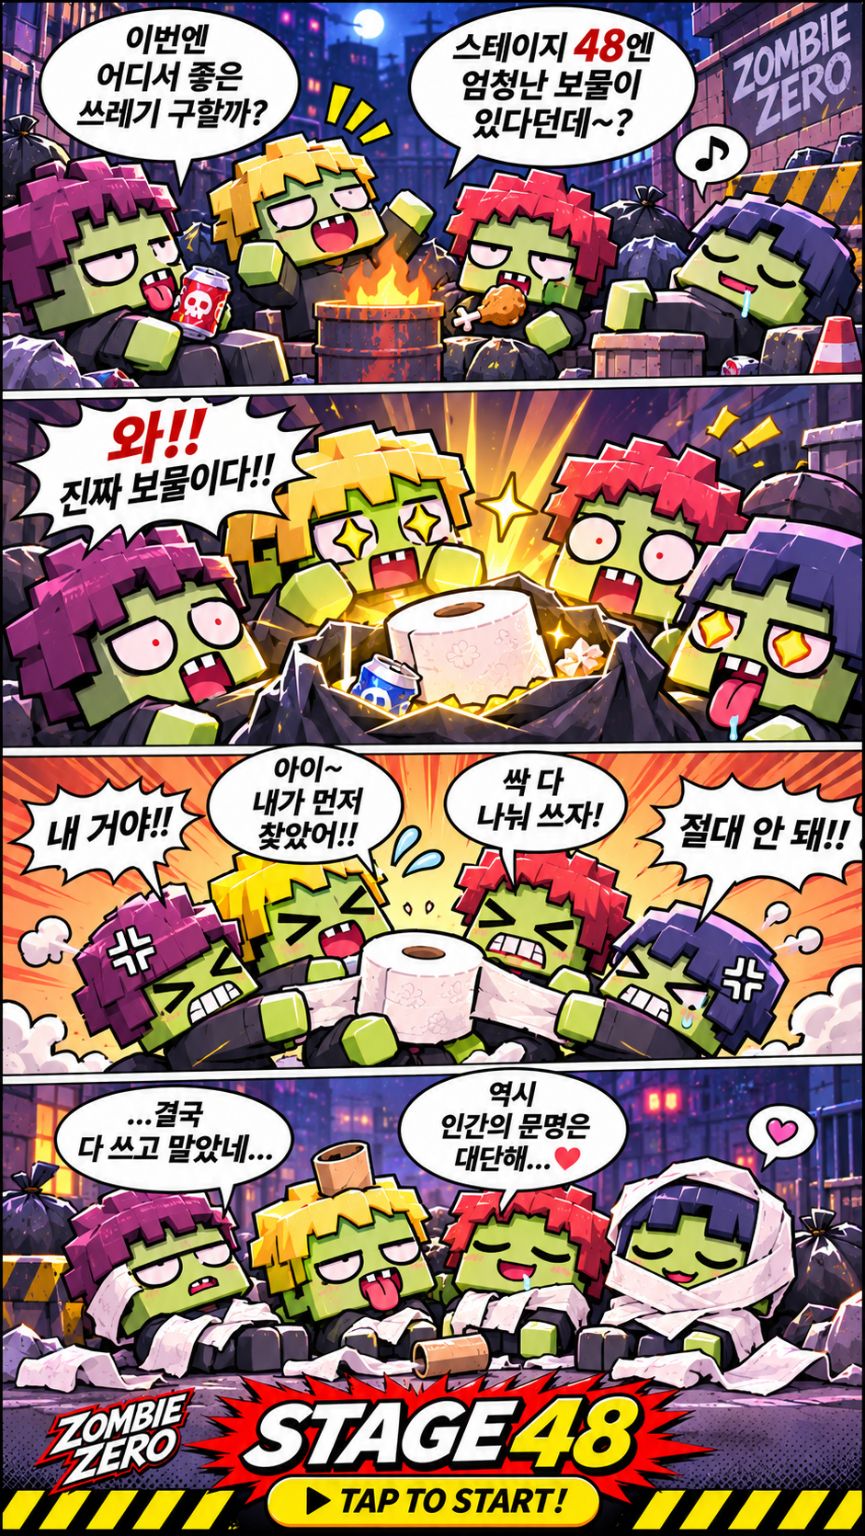 이번엔
어디서 좋은
쓰레기 구할까?
스테이지 48엔
엄청난 보물이
있다던데~?
ZOMBIE
ZERO
와!!
진짜 보물이다!!
내 거야!!
아이~
내가 먼저
찾았어!!
싹 다
나눠 쓰자!
절대 안 돼!!
...결국
다 쓰고 말았네...
역시
인간의 문명은
대단해...❤
ZOMBIE
ZERO
STAGE 48
▶ TAP TO START!